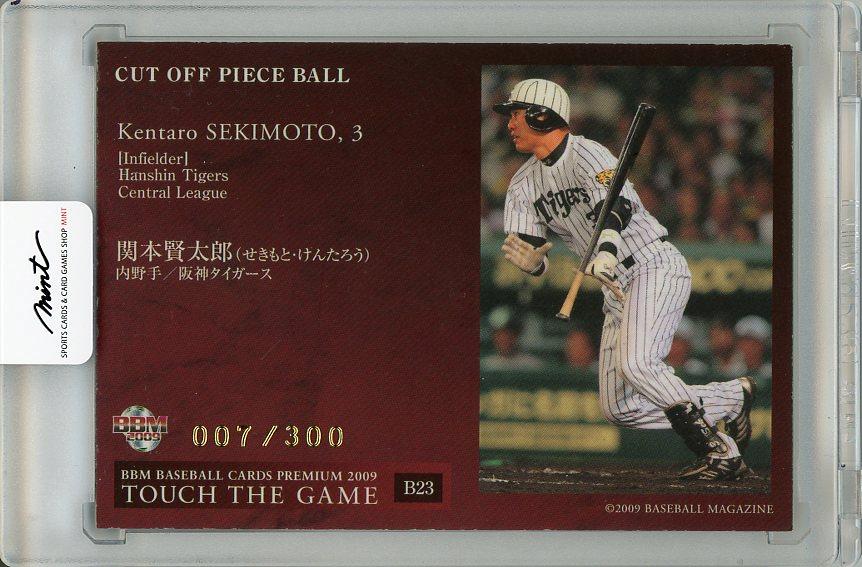 CUT OFF PIECE BALL
Kentaro SEKIMOTO, 3
[Infielder]
Hanshin Tigers
Central League
関本賢太郎(せきもと・けんたろう)
内野手／阪神タイガース
BBM
2009
007/300
BBM BASEBALL CARDS PREMIUM 2009
TOUCH THE GAME
B23
©2009 BASEBALL MAGAZINE
Tigers
mint
SPORTS CARDS & CARD GAMES SHOP MINT